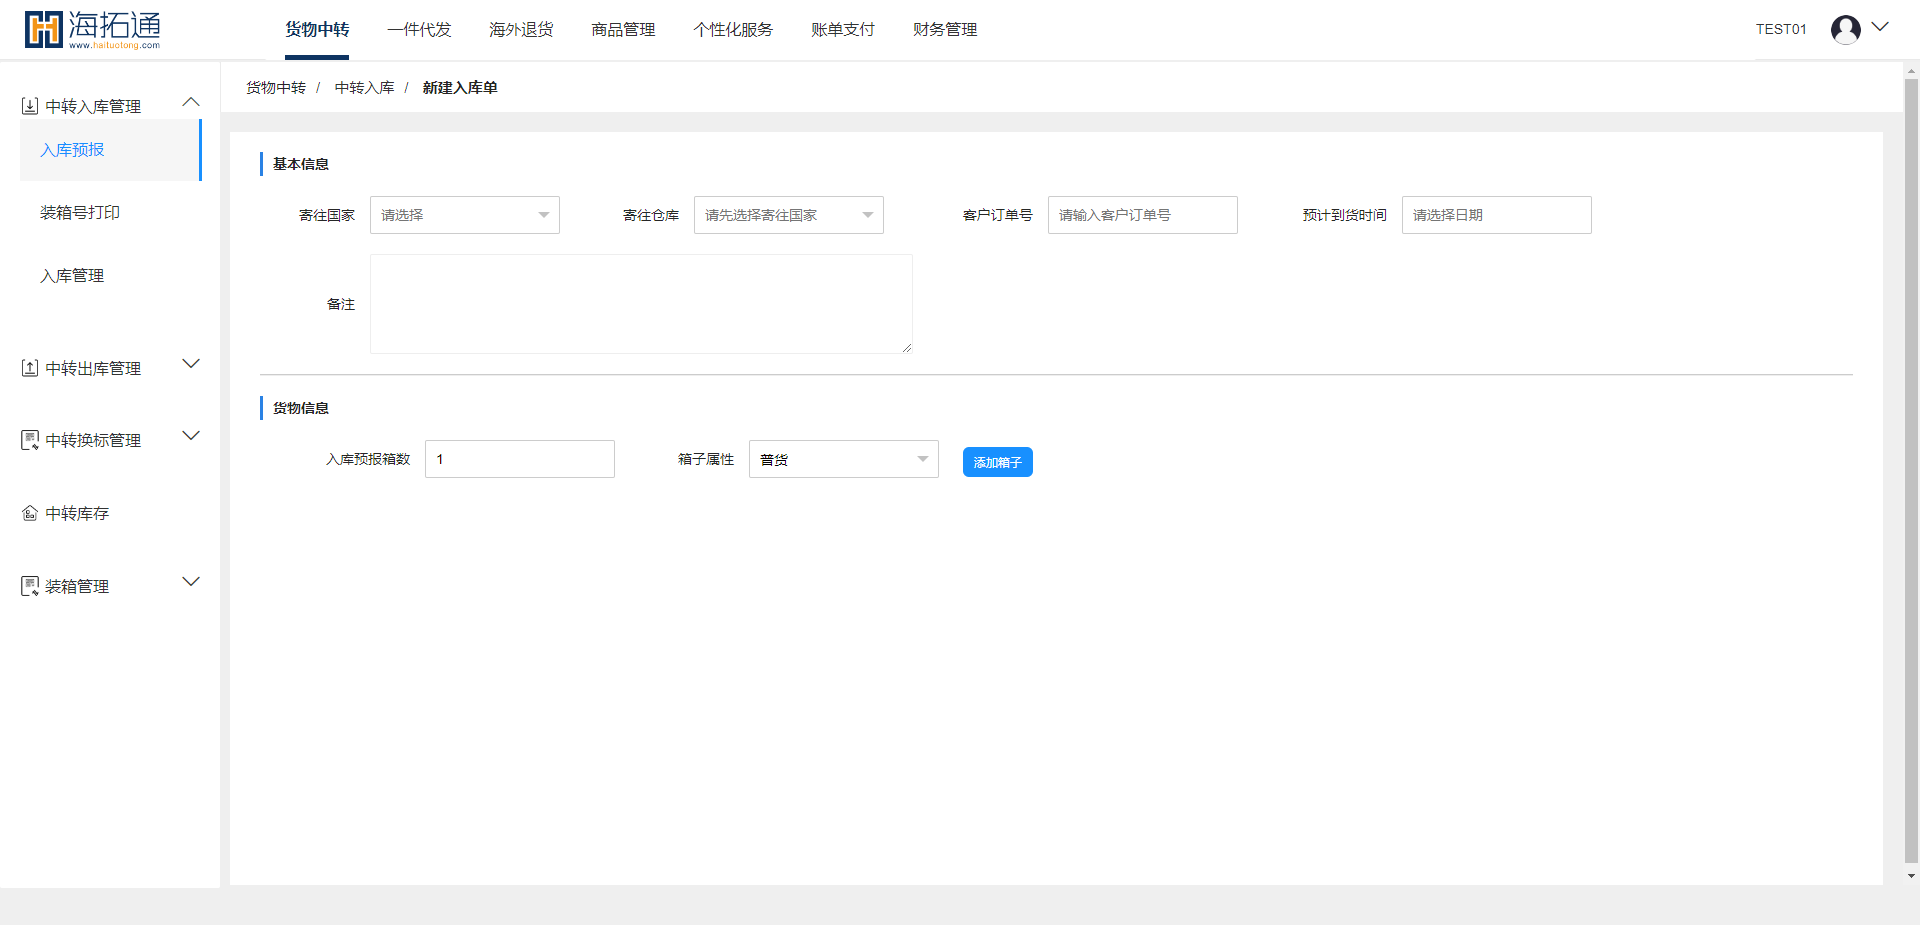 海拓通
www.haituotong.com
货物中转 一件代发 海外退货 商品管理 个性化服务 账单支付 财务管理
TEST01
中转入库管理
入库预报
装箱号打印
入库管理
中转出库管理
中转换标管理
中转库存
装箱管理
货物中转 / 中转入库 / 新建入库单
基本信息
寄往国家 请选择 寄往仓库 请先选择寄往国家 客户订单号 请输入客户订单号 预计到货时间 请选择日期
备注
货物信息
入库预报箱数 1 箱子属性 普货 添加箱子